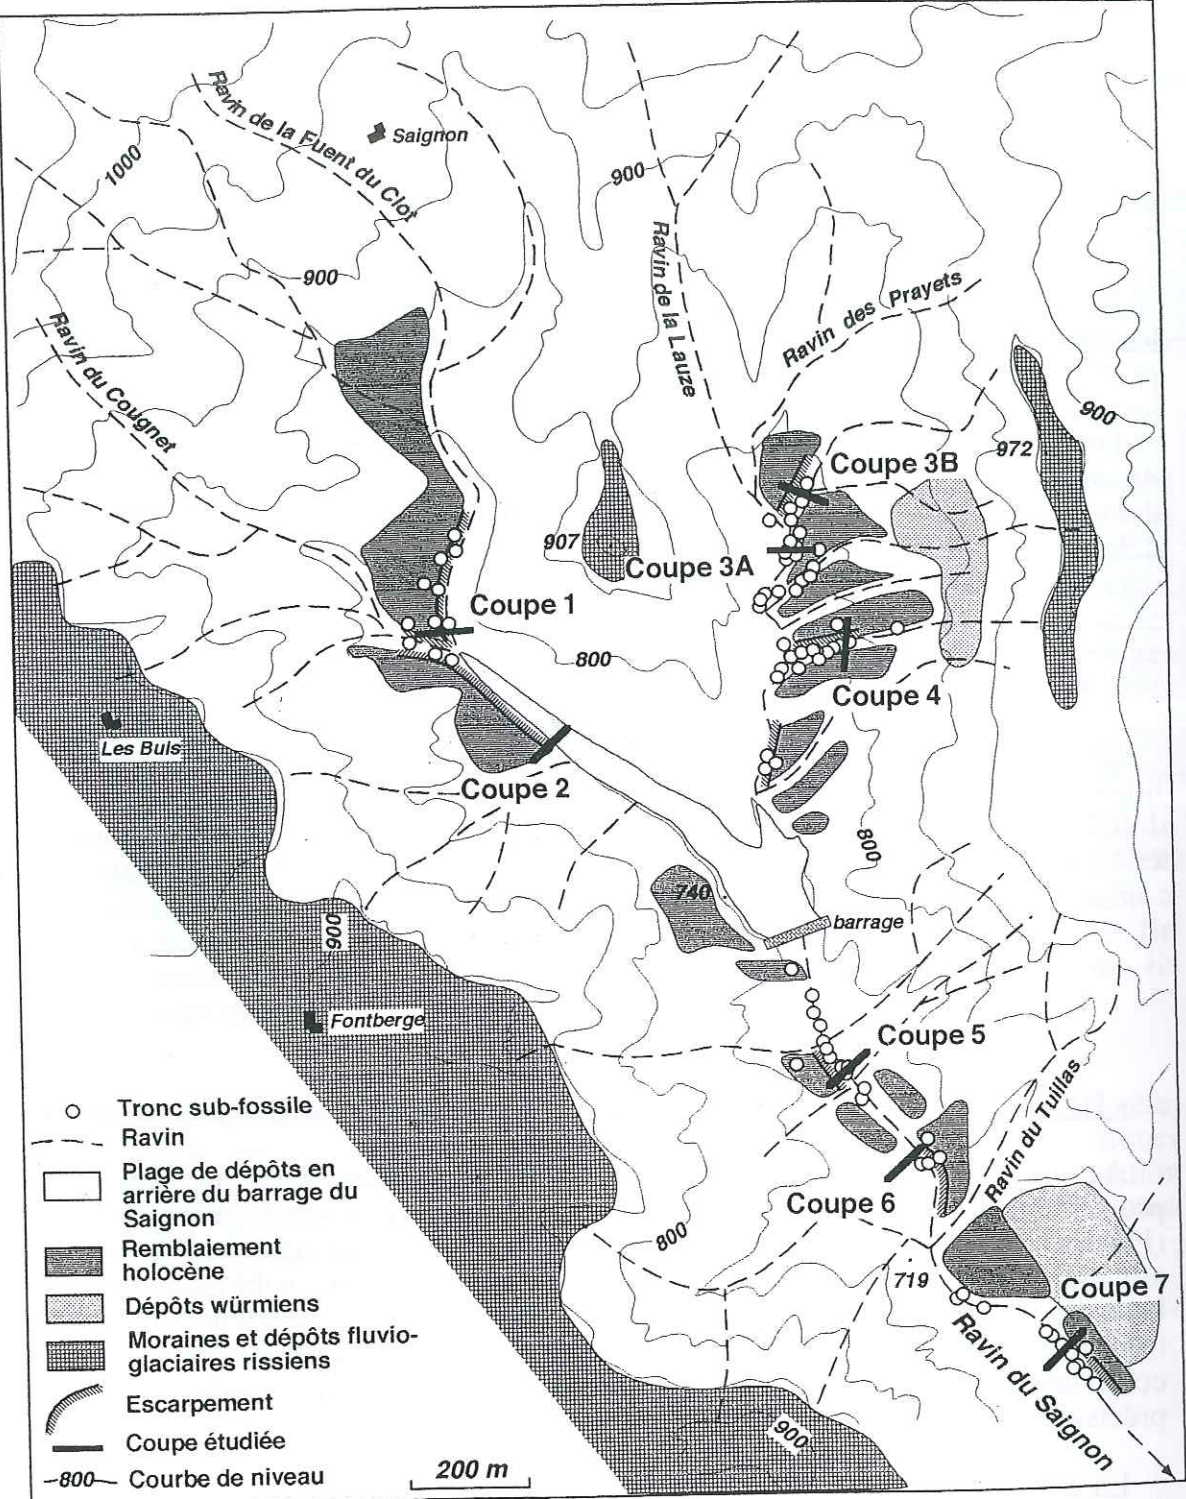 Ravin de la Fuent du Clot
Saignon
1000
900
900
Ravin de la Lauze
Ravin des Prayets
Ravin du Cougnet
900
972
Coupe 3B
907
Coupe 3A
Coupe 1
800
Coupe 4
Les Buis
Coupe 2
800
740
barrage
900
Fontberge
Coupe 5
Ravin du Tuillas
Coupe 6
800
719
Coupe 7
Ravin du Saignon
900
Tronc sub-fossile
Ravin
Plage de dépôts en
arrière du barrage du
Saignon
Remblaiement
holocène
Dépôts würmiens
Moraines et dépôts fluvio-
glaciaires rissiens
Escarpement
Coupe étudiée
-800- Courbe de niveau
200 m